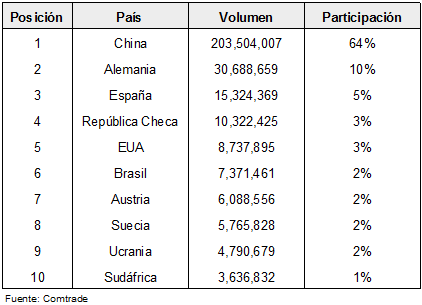 Posición País Volumen Participación
1 China 203,504,007 64%
2 Alemania 30,688,659 10%
3 España 15,324,369 5%
4 República Checa 10,322,425 3%
5 EUA 8,737,895 3%
6 Brasil 7,371,461 2%
7 Austria 6,088,556 2%
8 Suecia 5,765,828 2%
9 Ucrania 4,790,679 2%
10 Sudáfrica 3,636,832 1%
Fuente: Comtrade